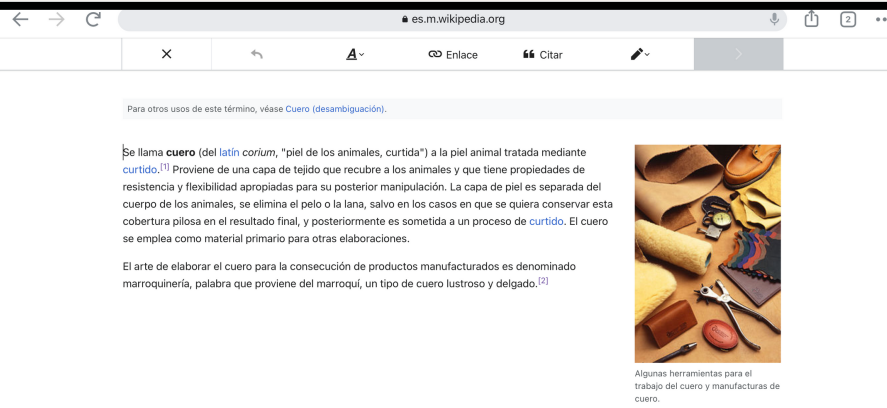 es.m.wikipedia.org
2
Enlace
Citar
Para otros usos de este término, véase Cuero (desambiguación).
Se llama cuero (del latín corium, "piel de los animales, curtida") a la piel animal tratada mediante
curtido.[1] Proviene de una capa de tejido que recubre a los animales y que tiene propiedades de
resistencia y flexibilidad apropiadas para su posterior manipulación. La capa de piel es separada del
cuerpo de los animales, se elimina el pelo o la lana, salvo en los casos en que se quiera conservar esta
cobertura pilosa en el resultado final, y posteriormente es sometida a un proceso de curtido. El cuero
se emplea como material primario para otras elaboraciones.
El arte de elaborar el cuero para la consecución de productos manufacturados es denominado
marroquinería, palabra que proviene del marroquí, un tipo de cuero lustroso y delgado.[2]
Algunas herramientas para el
trabajo del cuero y manufacturas de
cuero.